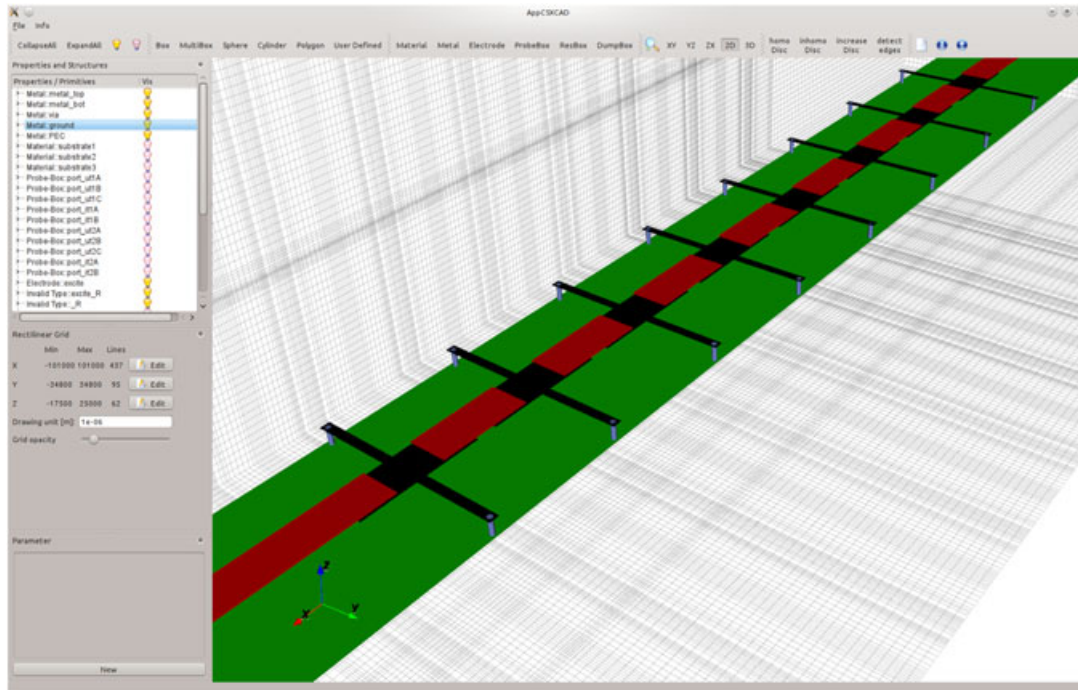 AppCSXCAD
File Info
CollapseAll ExpandAll Box MultiBox Sphere Cylinder Polygon User Defined Material Metal Electrode ProbeBox ResBox DumpBox XY YZ ZX 2D 3D homo Disc inhomo Disc increase Disc detect edges
Properties and Structures
Properties / Primitives Vis
Metal::metal_top
Metal::metal_bot
Metal::via
Metal::ground
Metal::PEC
Material::substrate1
Material::substrate2
Material::substrate3
Probe-Box::port_ut1A
Probe-Box::port_ut1B
Probe-Box::port_ut1C
Probe-Box::port_it1A
Probe-Box::port_it1B
Probe-Box::port_ut2A
Probe-Box::port_ut2B
Probe-Box::port_ut2C
Probe-Box::port_it2A
Probe-Box::port_it2B
Electrode::excite
Invalid Type::excite_R
Invalid Type::_R
Rectilinear Grid
Min Max Lines
X -101000 101000 437 Edit
Y -34800 34800 95 Edit
Z -17500 25000 62 Edit
Drawing unit [m]: 1e-06
Grid opacity
Parameter
New
Z
X
Y